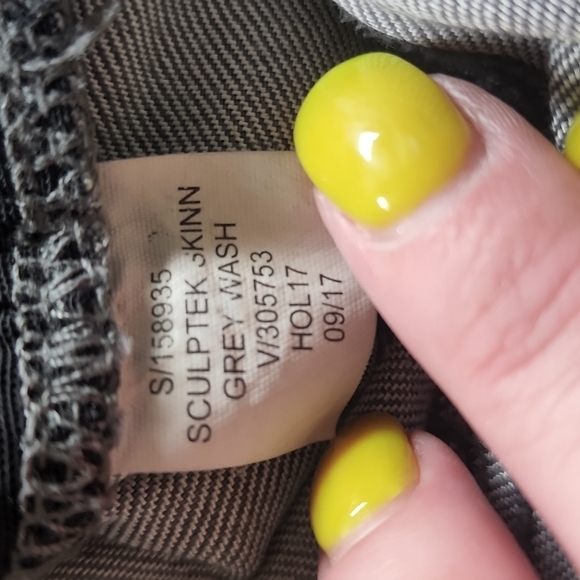 S/158935
SCULPTEK SKINN
GREY WASH
V/305753
HOL17
09/17